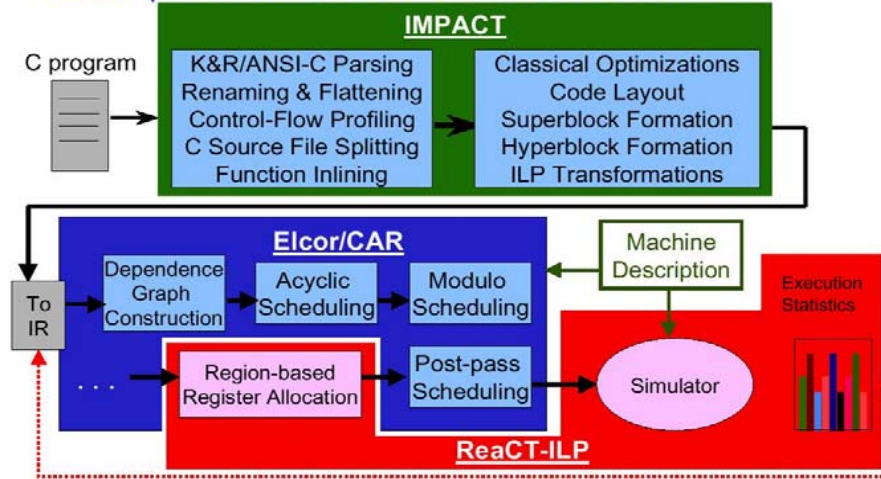 IMPACT
C program
K&R/ANSI-C Parsing
Renaming & Flattening
Control-Flow Profiling
C Source File Splitting
Function Inlining
Classical Optimizations
Code Layout
Superblock Formation
Hyperblock Formation
ILP Transformations
Elcor/CAR
Machine
Description
To
IR
Dependence
Graph
Construction
Acyclic
Scheduling
Modulo
Scheduling
Execution
Statistics
. . .
Region-based
Register Allocation
Post-pass
Scheduling
Simulator
ReaCT-ILP